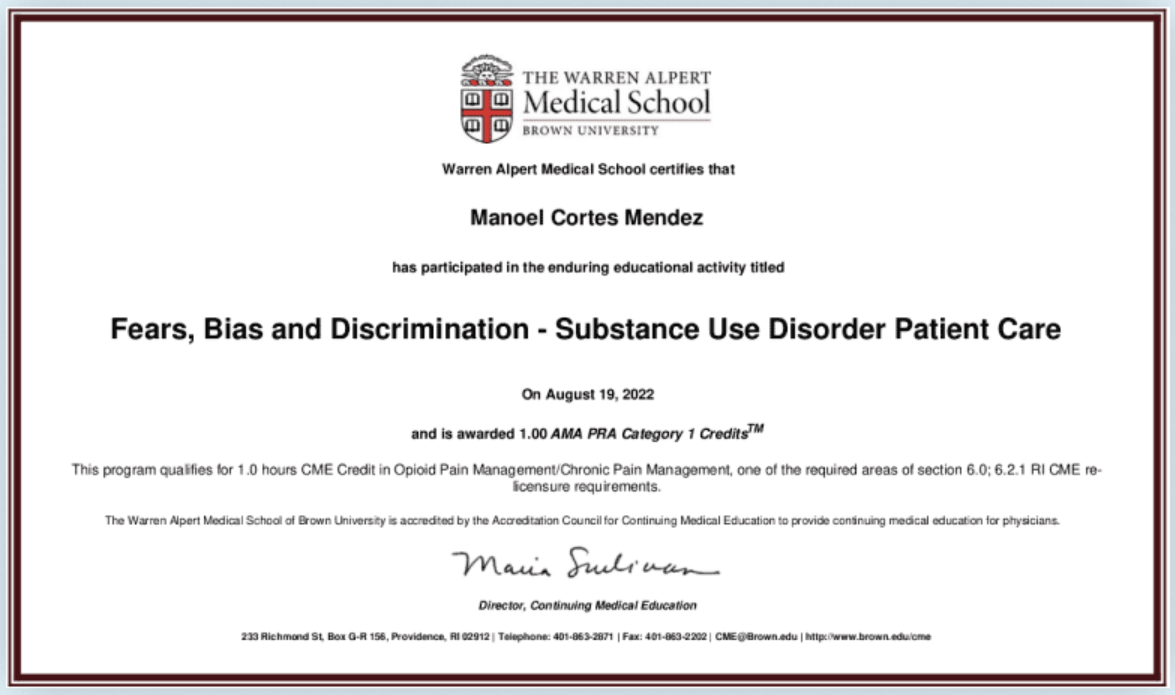 THE WARREN ALPERT
Medical School
BROWN UNIVERSITY
Warren Alpert Medical School certifies that
Manoel Cortes Mendez
has participated in the enduring educational activity titled
Fears, Bias and Discrimination - Substance Use Disorder Patient Care
On August 19, 2022
and is awarded 1.00 AMA PRA Category 1 Credits™
This program qualifies for 1.0 hours CME Credit in Opioid Pain Management/Chronic Pain Management, one of the required areas of section 6.0; 6.2.1 RI CME re-
licensure requirements.
The Warren Alpert Medical School of Brown University is accredited by the Accreditation Council for Continuing Medical Education to provide continuing medical education for physicians.
Maria Sullivan
Director, Continuing Medical Education
233 Richmond St, Box G-R 156, Providence, RI 02912 | Telephone: 401-863-2871 | Fax: 401-863-2202 | CME@Brown.edu | http://www.brown.edu/cme